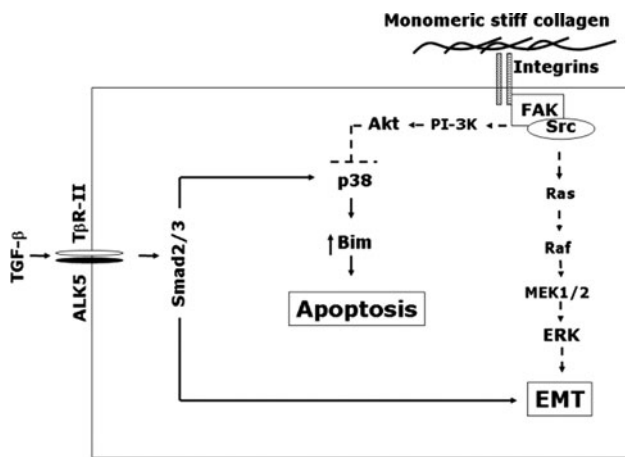 Monomeric stiff collagen
Integrins
FAK
Src
Akt
PI-3K
p38
Ras
TβR-II
Smad2/3
Bim
Raf
TGF-β
ALK5
MEK1/2
Apoptosis
ERK
EMT